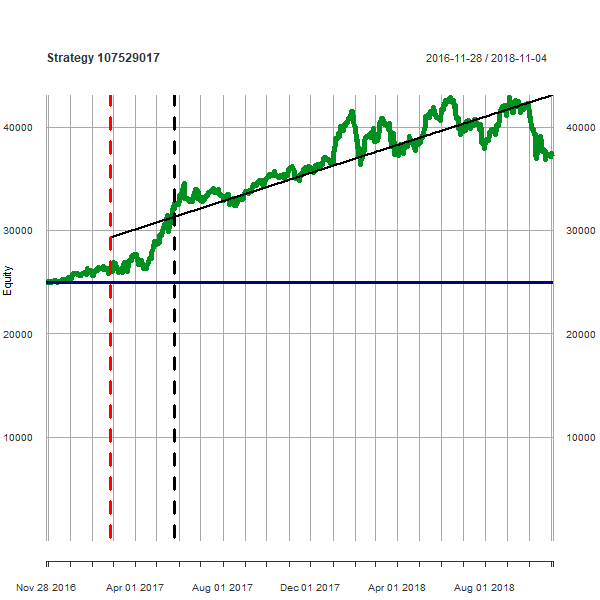 Strategy 107529017 2016-11-28 / 2018-11-04
40000 40000
30000 30000
Equity
20000 20000
10000 10000
Nov 28 2016 Apr 01 2017 Aug 01 2017 Dec 01 2017 Apr 01 2018 Aug 01 2018